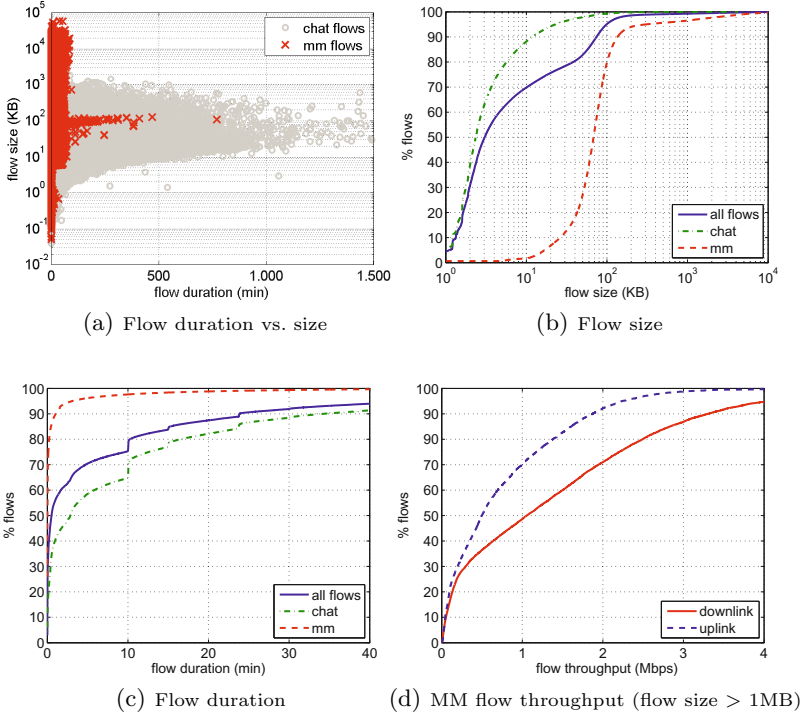 10^5
10^4
10^3
10^2
10^1
10^0
10^-1
10^-2
flow size (KB)
chat flows
mm flows
0
500
1.000
1.500
flow duration (min)
(a) Flow duration vs. size
100
90
80
70
60
50
40
30
20
10
0
% flows
all flows
chat
mm
10^0
10^1
10^2
10^3
10^4
flow size (KB)
(b) Flow size
100
90
80
70
60
50
40
30
20
10
0
% flows
all flows
chat
mm
0
10
20
30
40
flow duration (min)
(c) Flow duration
100
90
80
70
60
50
40
30
20
10
0
% flows
downlink
uplink
0
1
2
3
4
flow throughput (Mbps)
(d) MM flow throughput (flow size > 1MB)